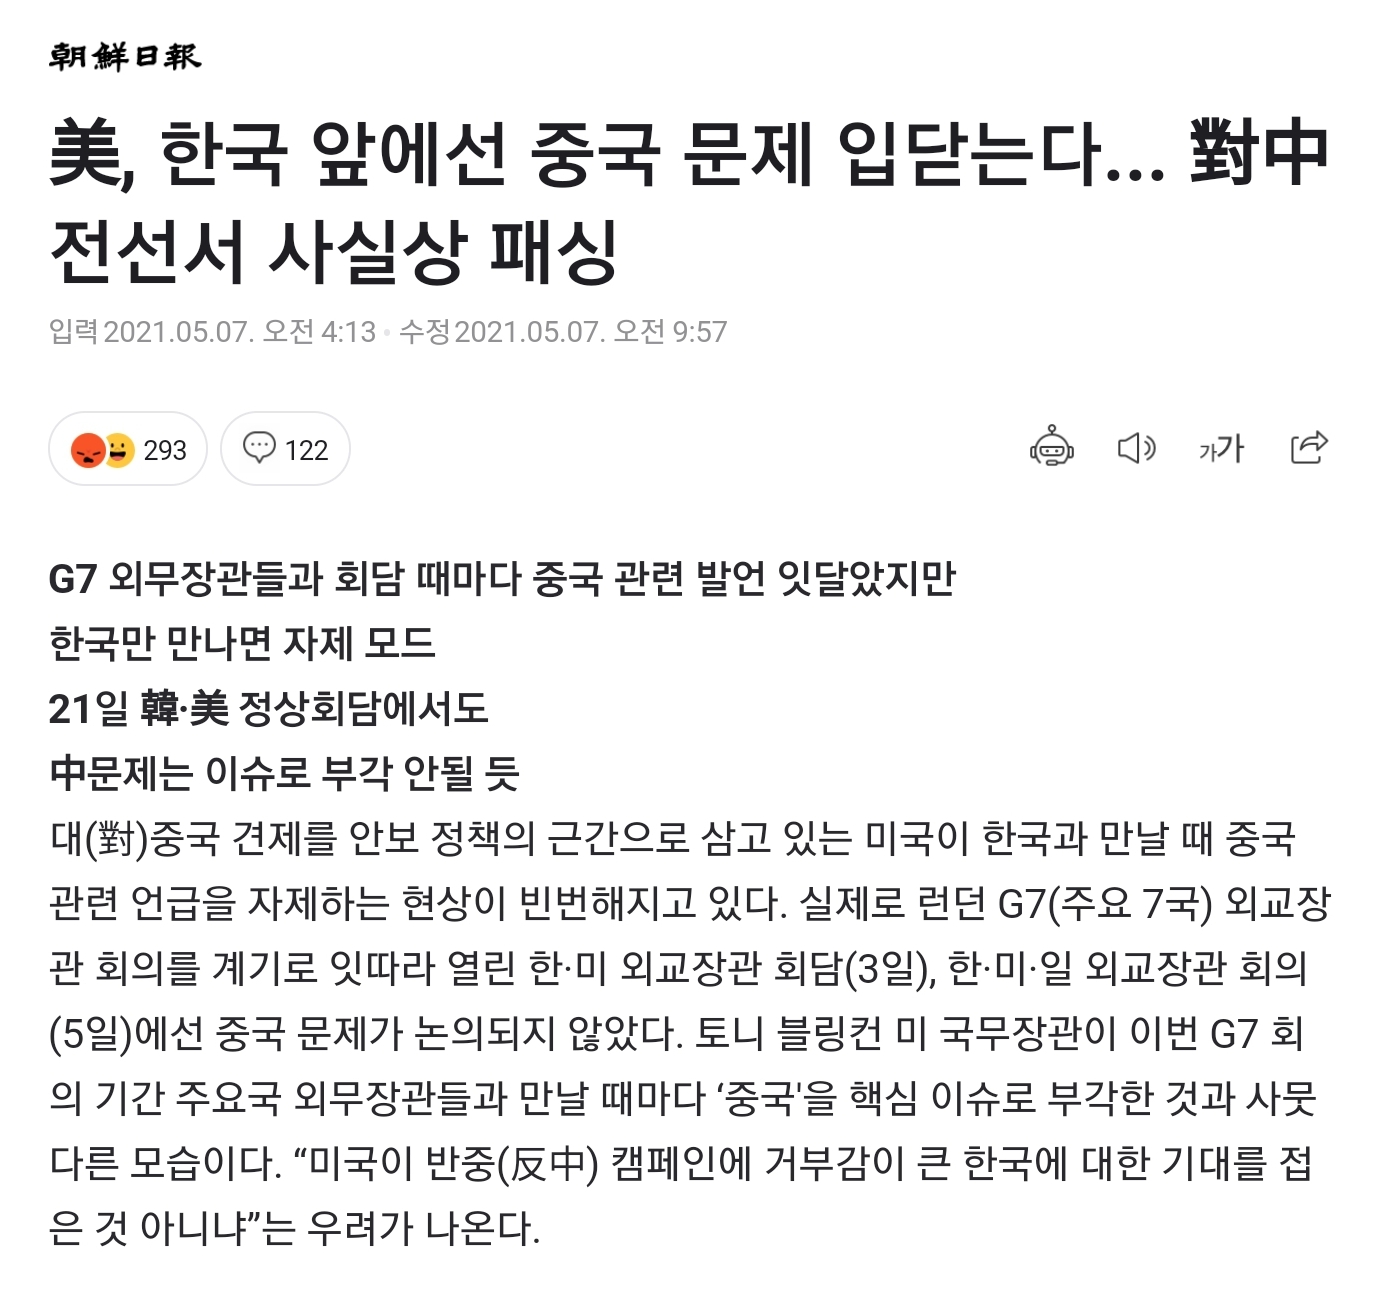 朝鮮日報
美, 한국 앞에선 중국 문제 입닫는다... 對中
전선서 사실상 패싱
입력 2021.05.07. 오전 4:13 • 수정 2021.05.07. 오전 9:57
293 122 가가
G7 외무장관들과 회담 때마다 중국 관련 발언 잇달았지만
한국만 만나면 자제 모드
21일 韓·美 정상회담에서도
中문제는 이슈로 부각 안될 듯
대(對)중국 견제를 안보 정책의 근간으로 삼고 있는 미국이 한국과 만날 때 중국
관련 언급을 자제하는 현상이 빈번해지고 있다. 실제로 런던 G7(주요 7국) 외교장
관 회의를 계기로 잇따라 열린 한·미 외교장관 회담(3일), 한·미·일 외교장관 회의
(5일)에선 중국 문제가 논의되지 않았다. 토니 블링컨 미 국무장관이 이번 G7 회
의 기간 주요국 외무장관들과 만날 때마다 ‘중국'을 핵심 이슈로 부각한 것과 사뭇
다른 모습이다. “미국이 반중(反中) 캠페인에 거부감이 큰 한국에 대한 기대를 접
은 것 아니냐”는 우려가 나온다.